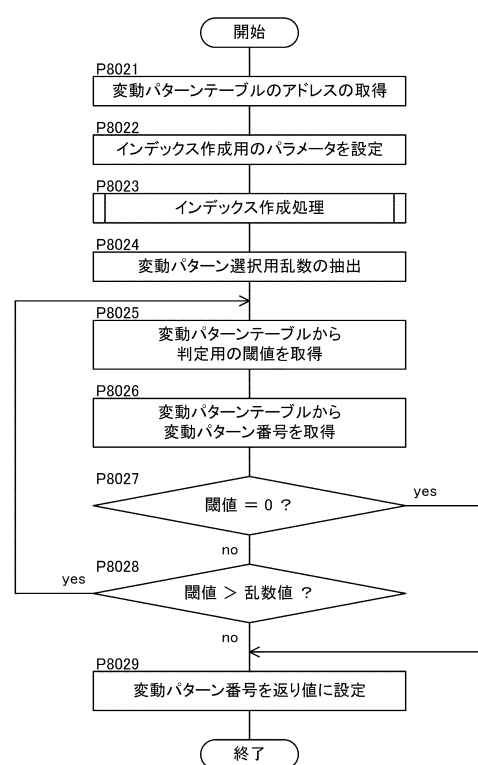 開始
P8021
変動パターンテーブルのアドレスの取得
P8022
インデックス作成用のパラメータを設定
P8023
インデックス作成処理
P8024
変動パターン選択用乱数の抽出
P8025
変動パターンテーブルから
判定用の閾値を取得
P8026
変動パターンテーブルから
変動パターン番号を取得
P8027
閾値 = 0 ?
yes
no
P8028
閾値 > 乱数値 ?
yes
no
P8029
変動パターン番号を返り値に設定
終了